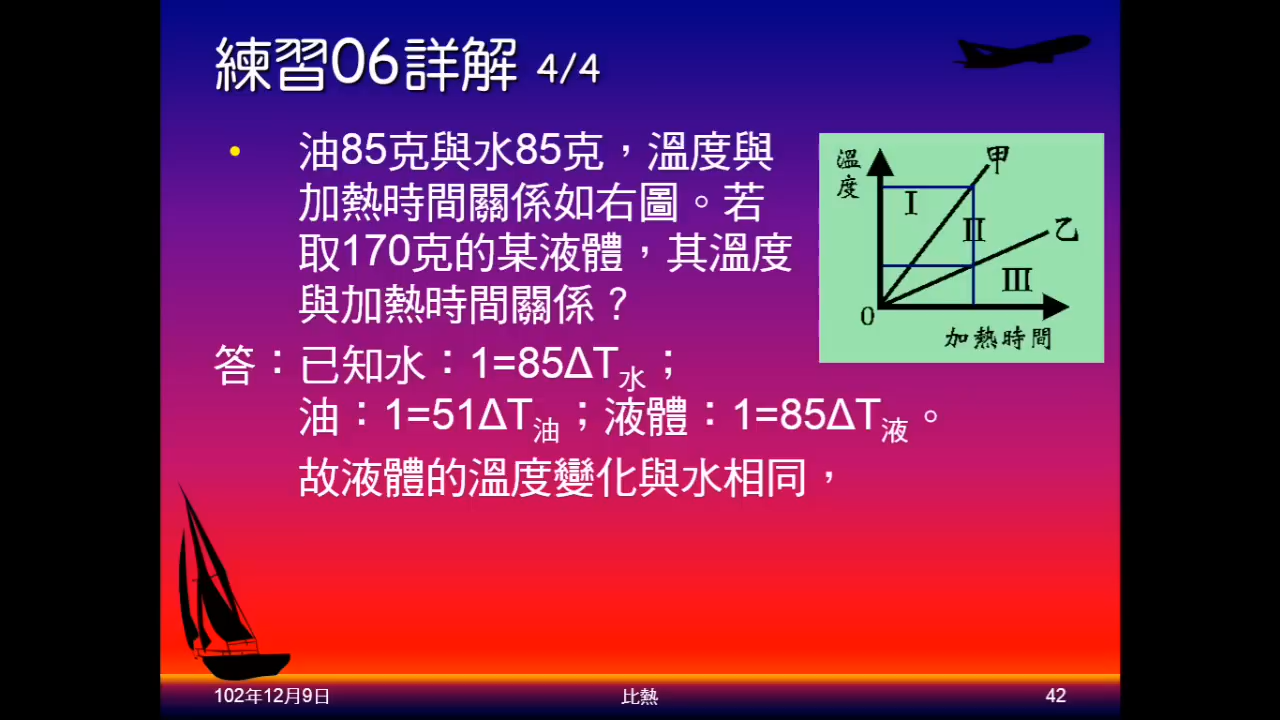 練習06詳解 4/4
• 油85克與水85克，溫度與
加熱時間關係如右圖。若
取170克的某液體，其溫度
與加熱時間關係？
溫度
甲
I
II
乙
III
0
加熱時間
答：已知水：1=85ΔT水；
油：1=51ΔT油；液體：1=85ΔT液。
故液體的溫度變化與水相同，
102年12月9日
比熱
42